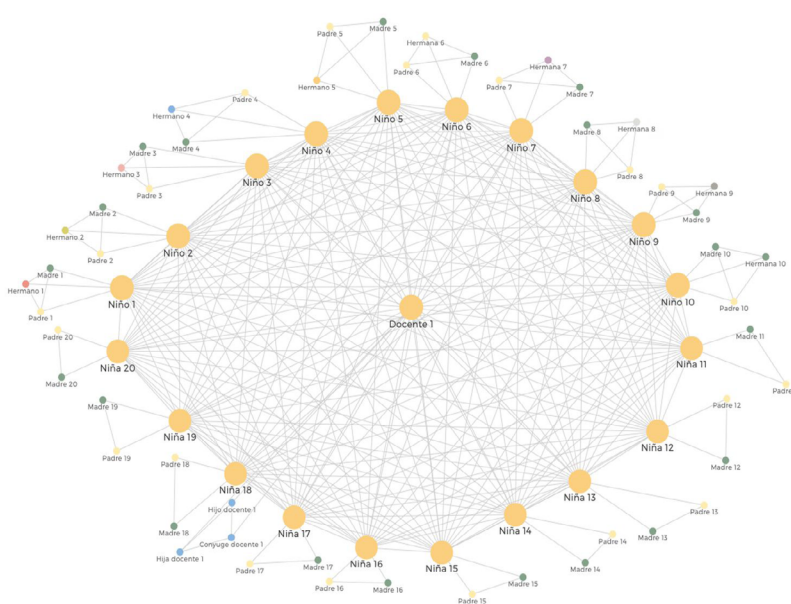 Padre 5
Madre 5
Hermana 6
Padre 6
Madre 6
Hermana 7
Hermano 5
Padre 7
Madre 7
Padre 4
Hermano 4
Niño 5
Niño 6
Niño 7
Madre 8
Hermana 8
Madre 4
Niño 4
Madre 3
Hermano 3
Padre 3
Niño 3
Padre 8
Niño 8
Padre 9
Hermana 9
Madre 9
Madre 2
Hermano 2
Padre 2
Niño 2
Niño 9
Madre 10
Hermana 10
Madre 1
Hermano 1
Padre 1
Niño 1
Niño 10
Padre 10
Docente 1
Padre 20
Niña 20
Madre 20
Madre 11
Niña 11
Padre
Madre 19
Niña 19
Padre 19
Padre 12
Niña 12
Madre 12
Padre 18
Niña 18
Niña 13
Padre 13
Hijo docente 1
Madre 18
Niña 17
Niña 14
Madre 13
Conyuge docente 1
Hija docente 1
Padre 14
Madre 14
Padre 17
Madre 17
Niña 16
Niña 15
Padre 16
Madre 16
Madre 15
Padre 15